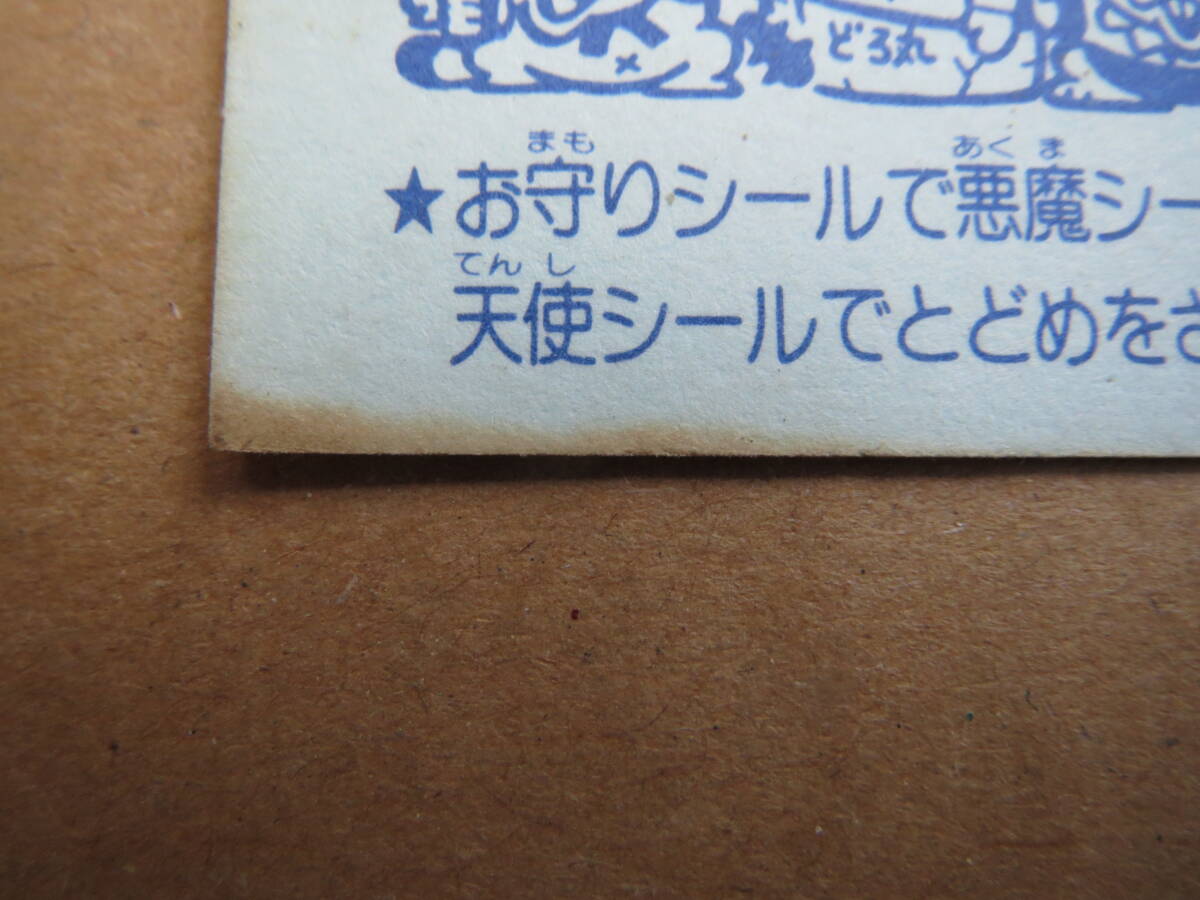 どろ丸
★お守りシールで悪魔シー
天使シールでとどめをさ
まも
あくま
てんし